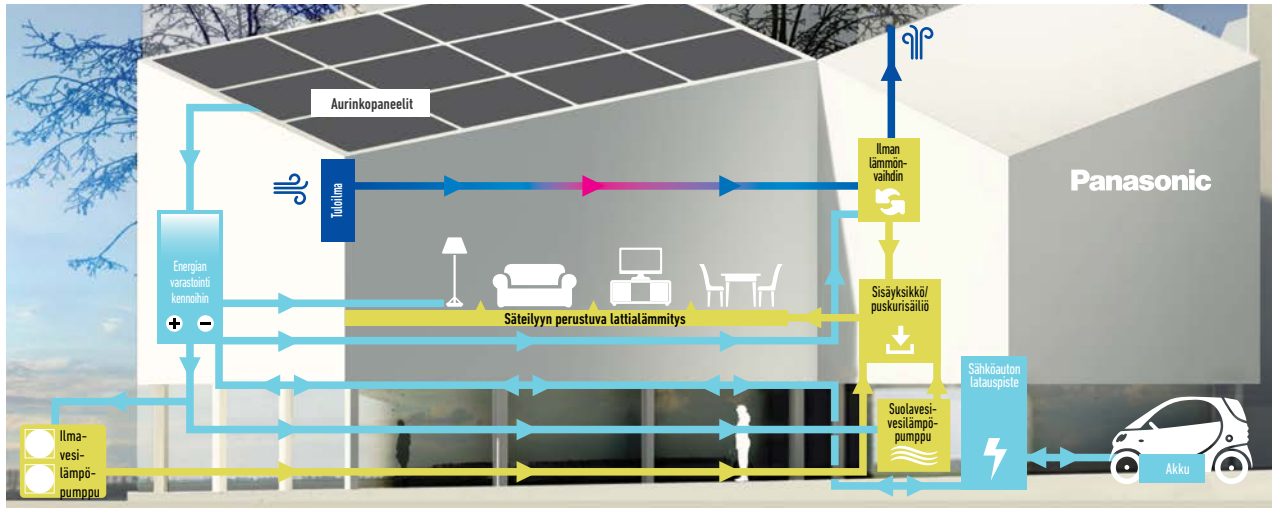 Aurinkopaneelit
Tuloilma
Ilman
lämmön-
vaihdin
Panasonic
Energian
varastointi
kennoihin
Säteilyyn perustuva lattialämmitys
Sisäyksikkö/
puskurisäiliö
Sähköauton
latauspiste
Suolavesi-
vesilämpö-
pumppu
Ilma-
vesi-
lämpö-
pumppu
Akku